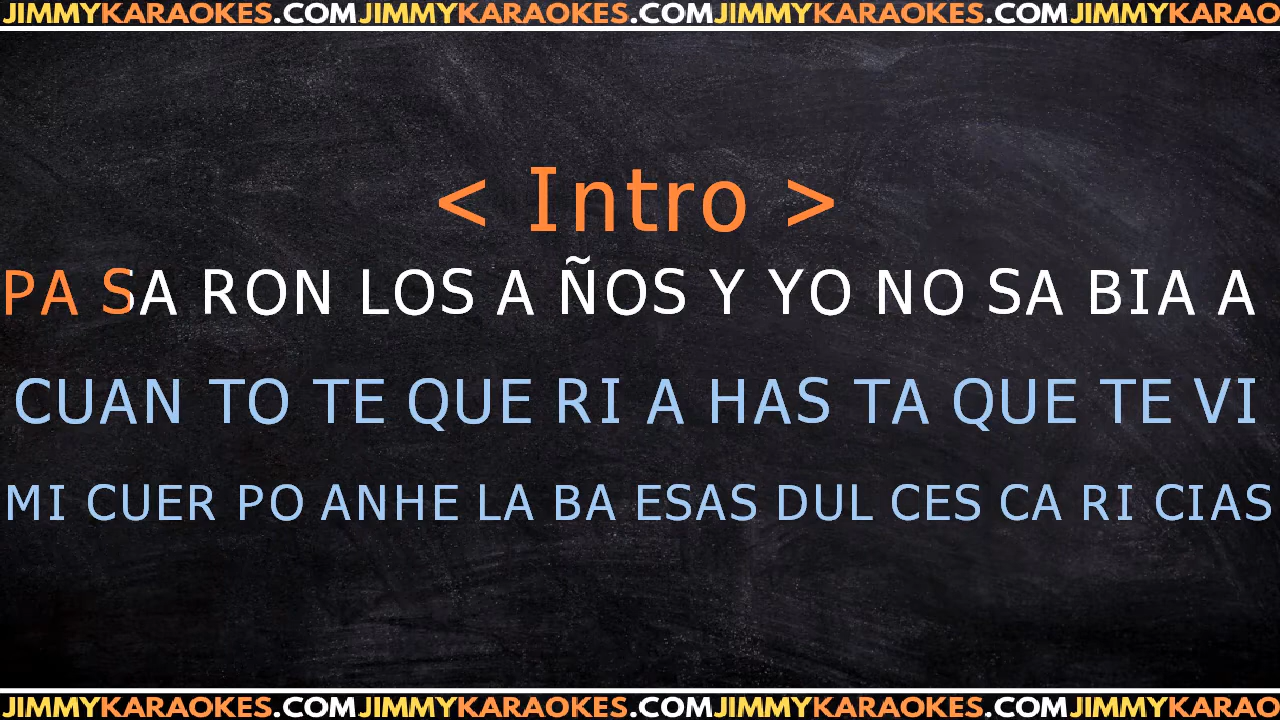 JIMMYKARAOKES.COMJIMMYKARAOKES.COMJIMMYKARAOKES.COMJIMMYKARAO
< Intro >
PA SA RON LOS A ÑOS Y YO NO SA BIA A
CUAN TO TE QUE RI A HAS TA QUE TE VI
MI CUER PO ANHE LA BA ESAS DUL CES CA RI CIAS
JIMMYKARAOKES.COMJIMMYKARAOKES.COMJIMMYKARAOKES.COMJIMMYKARAO